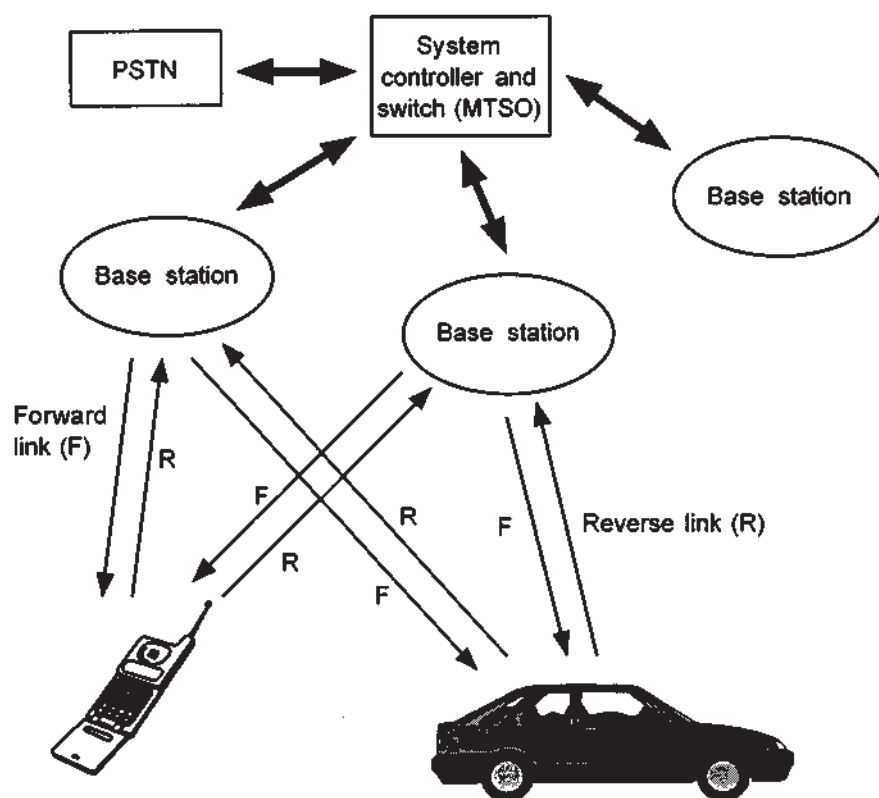 PSTN
System
controller and
switch (MTSO)
Base station
Base station
Base station
Forward
link (F)
R
F
R
R
F
F
Reverse link (R)